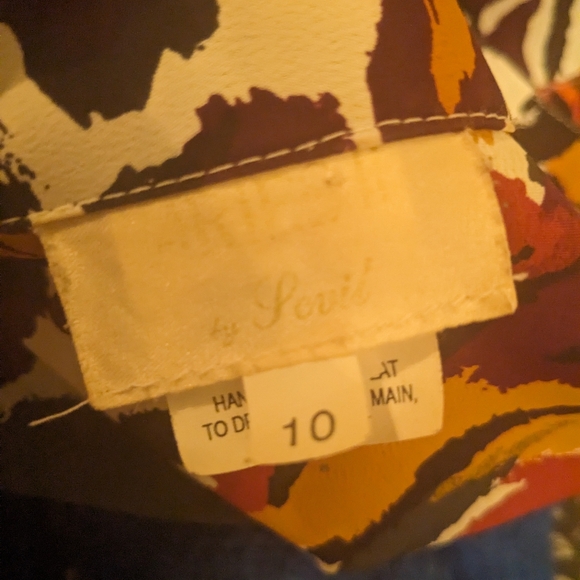 by Sevil
HAN
AT
TO DR
MAIN,
10